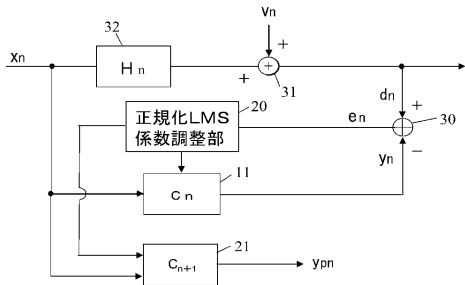 vn
32
xn
Hn
+
+
+
31
20
dn
+
正規化LMS
係数調整部
en
30
yn
−
11
cn
21
Cn+1
ypn